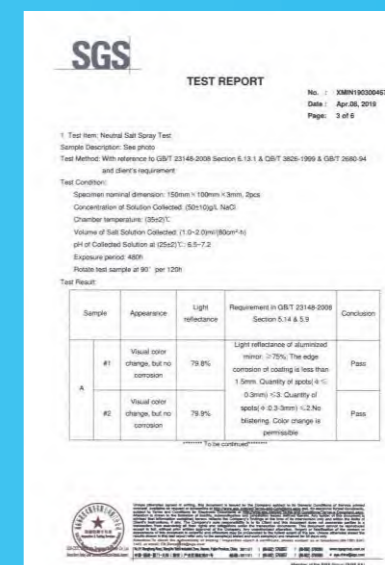 SGS
TEST REPORT
No. : XMIN190300467
Date : Apr.08, 2019
Page: 3 of 6
1. Test Item: Neutral Salt Spray Test
Sample Description: See photo
Test Method: With reference to GB/T 23148-2008 Section 6.13.1 & QB/T 3826-1999 & GB/T 2680-94
and client's requirement
Test Condition:
Specimen nominal dimension: 150mm×100mm×3mm, 2pcs
Concentration of Solution Collected: (50±10)g/L NaCl
Chamber temperature: (35±2)℃
Volume of Salt Solution Collected: (1.0~2.0)ml/(80cm²·h)
pH of Collected Solution at (25±2)℃: 6.5~7.2
Exposure period: 480h
Rotate test sample at 90° per 120h
Test Result:
Sample Appearance Light reflectance Requirement in GB/T 23148-2008 Section 5.14 & 5.9 Conclusion
A
#1 Visual color change, but no corrosion 79.8% Pass
Light reflectance of aluminized
mirror: ≥75%; The edge
corrosion of coating is less than
1.5mm. Quantity of spots(φ≤
0.3mm) ≤3. Quantity of
spots(φ 0.3-3mm) ≤2.No
blistering. Color change is
permissible
#2 Visual color change, but no corrosion 79.9% Pass
******** To be continued********